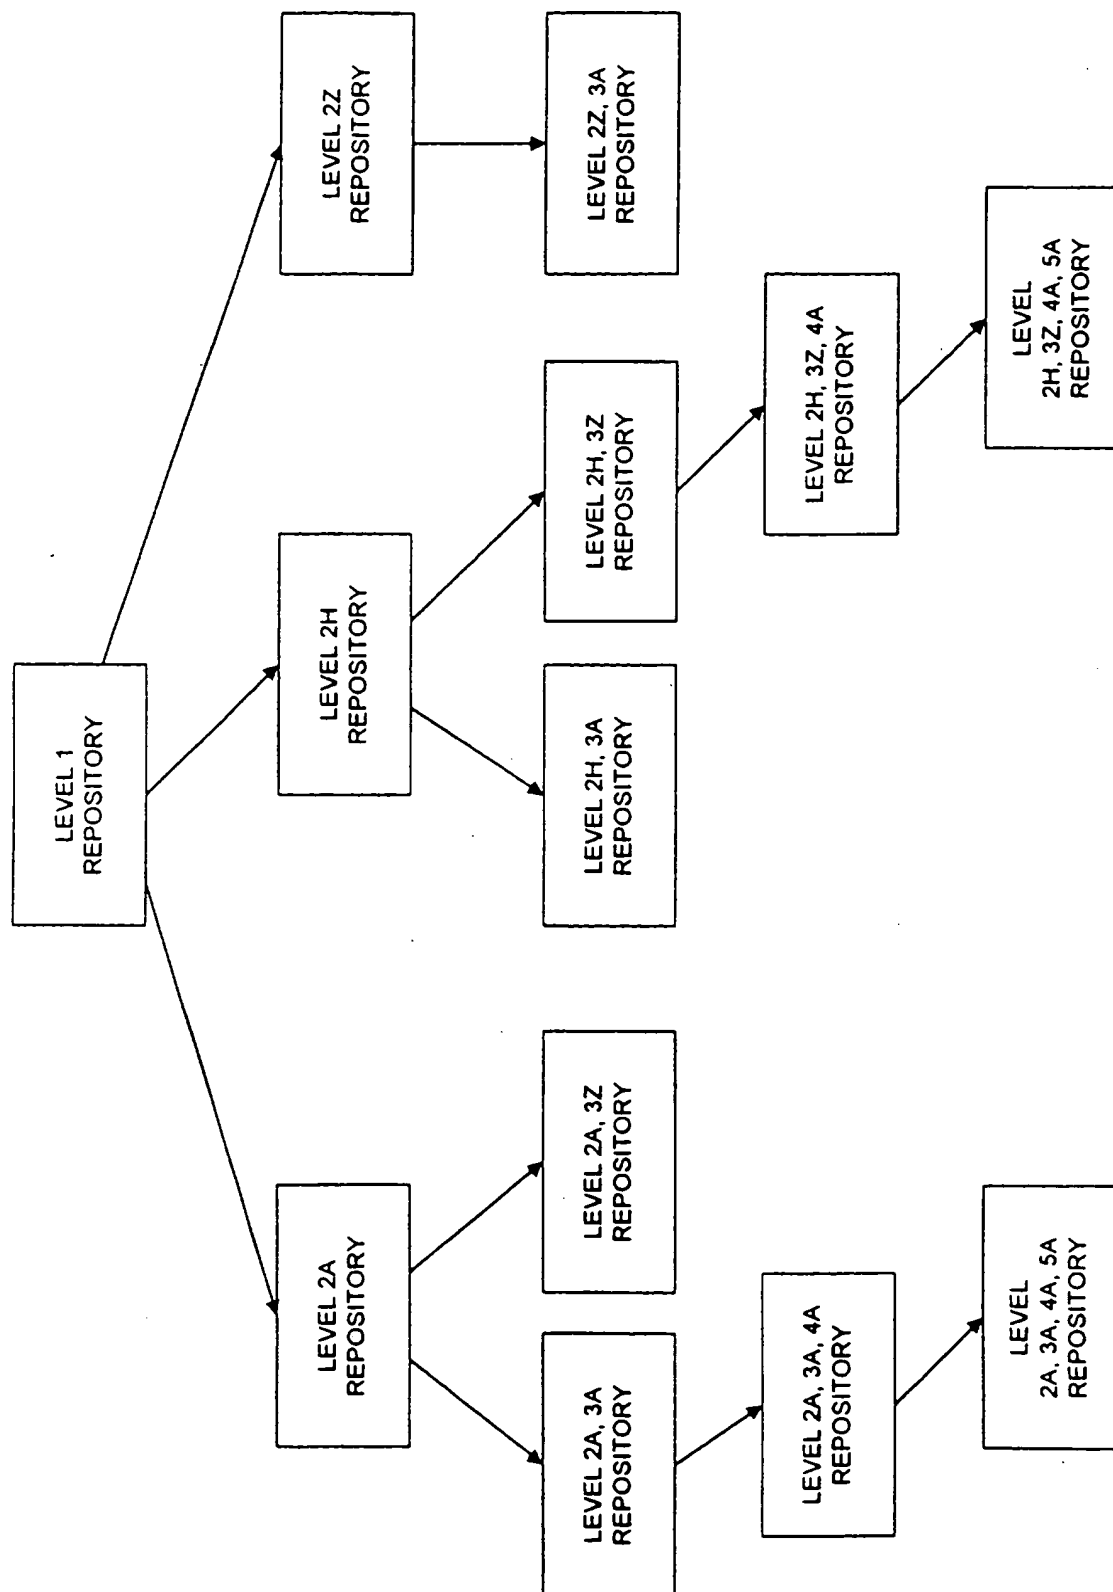 LEVEL 1
REPOSITORY
LEVEL 2A
REPOSITORY
LEVEL 2H
REPOSITORY
LEVEL 2Z
REPOSITORY
LEVEL 2A, 3A
REPOSITORY
LEVEL 2A, 3Z
REPOSITORY
LEVEL 2H, 3A
REPOSITORY
LEVEL 2H, 3Z
REPOSITORY
LEVEL 2Z, 3A
REPOSITORY
LEVEL 2A, 3A, 4A
REPOSITORY
LEVEL 2H, 3Z, 4A
REPOSITORY
LEVEL
2A, 3A, 4A, 5A
REPOSITORY
LEVEL
2H, 3Z, 4A, 5A
REPOSITORY